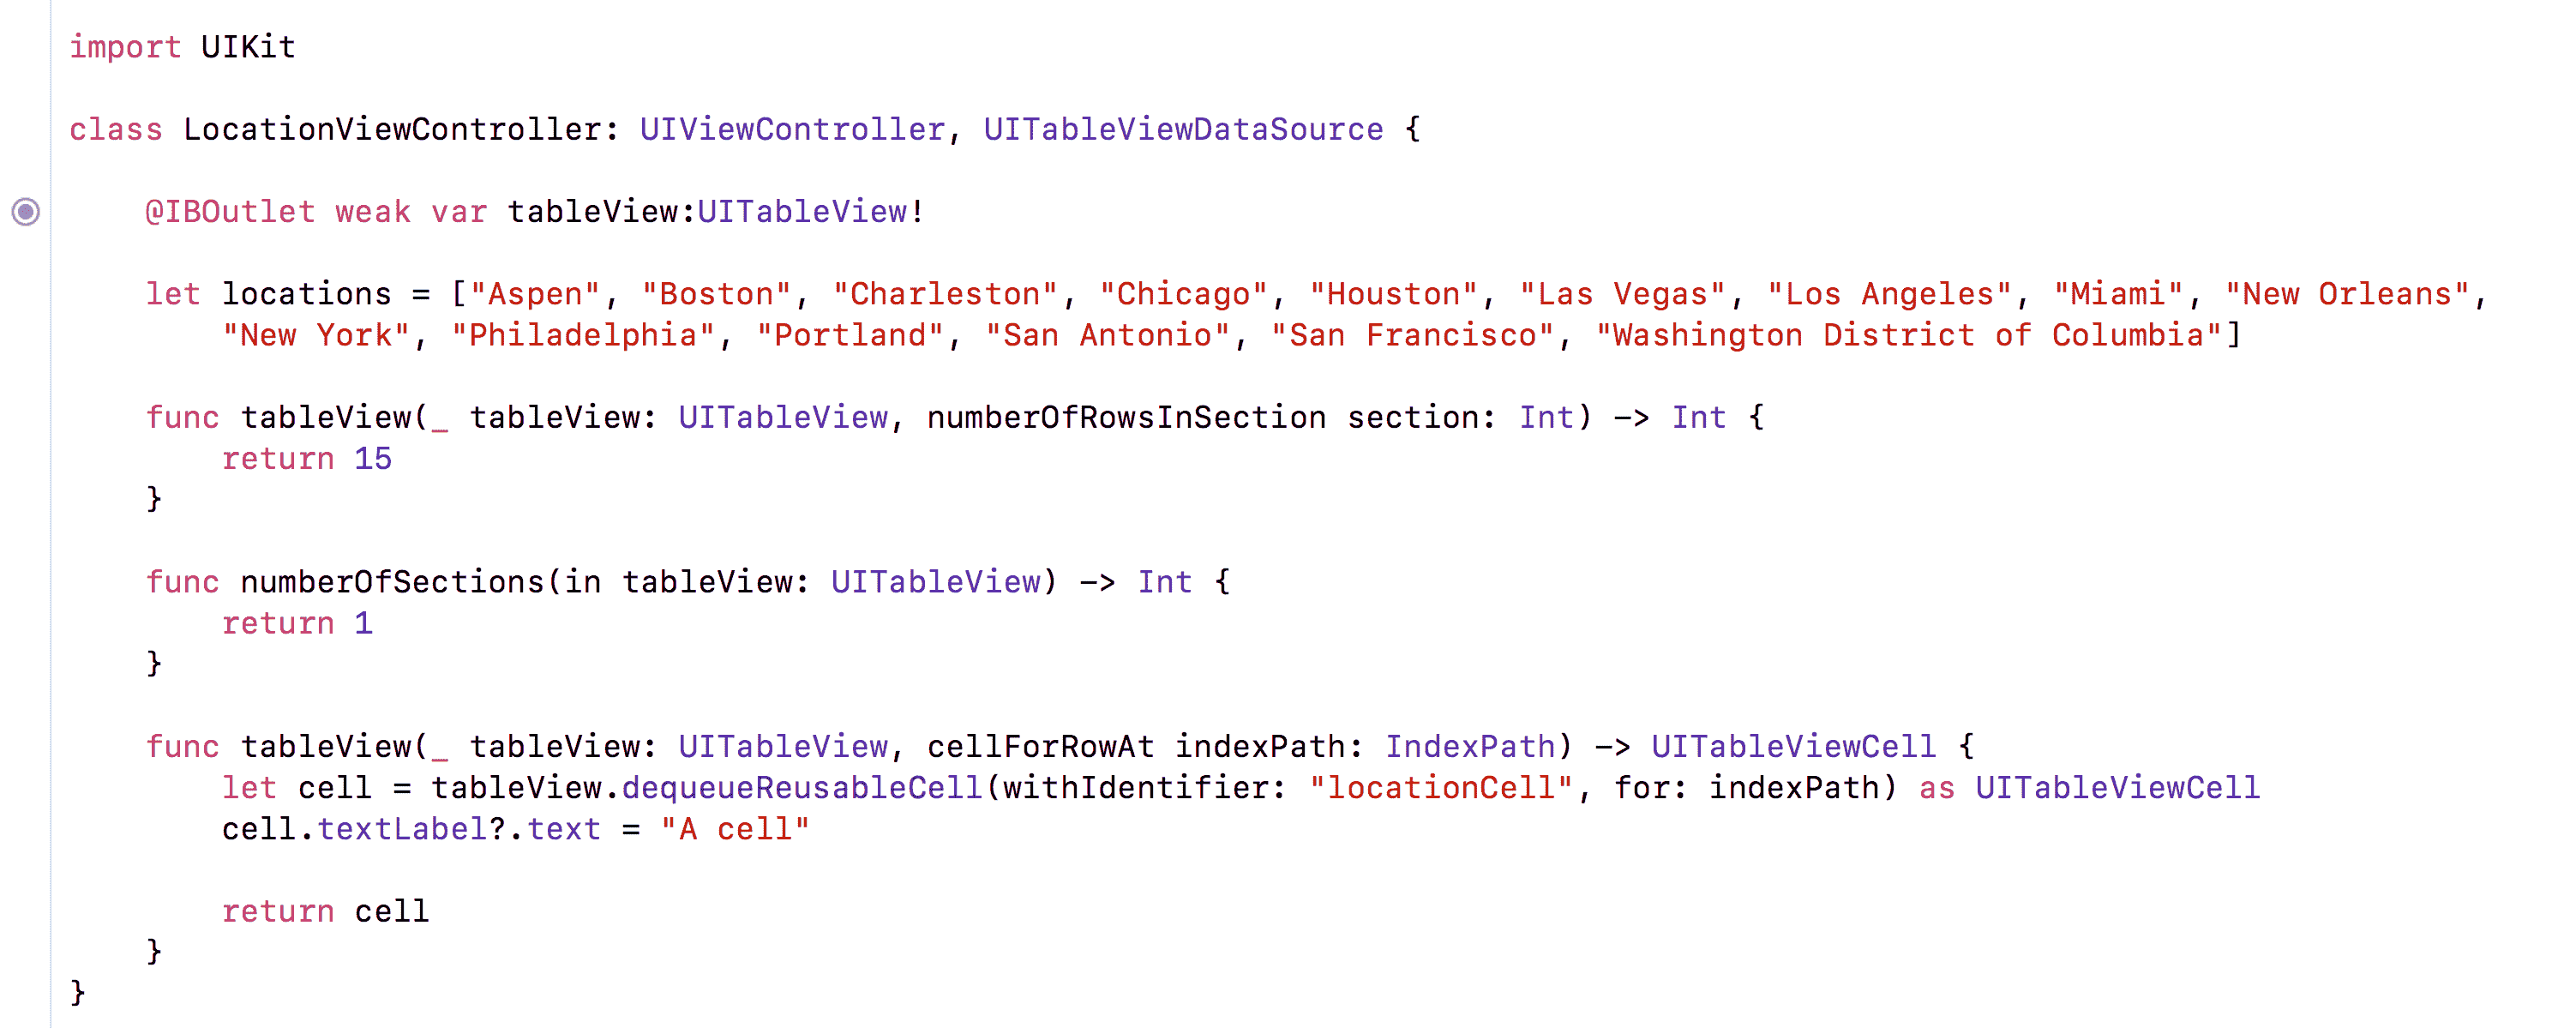 import UIKit
class LocationViewController: UIViewController, UITableViewDataSource {
@IBOutlet weak var tableView:UITableView!
let locations = ["Aspen", "Boston", "Charleston", "Chicago", "Houston", "Las Vegas", "Los Angeles", "Miami", "New Orleans",
"New York", "Philadelphia", "Portland", "San Antonio", "San Francisco", "Washington District of Columbia"]
func tableView(_ tableView: UITableView, numberOfRowsInSection section: Int) -> Int {
return 15
}
func numberOfSections(in tableView: UITableView) -> Int {
return 1
}
func tableView(_ tableView: UITableView, cellForRowAt indexPath: IndexPath) -> UITableViewCell {
let cell = tableView.dequeueReusableCell(withIdentifier: "locationCell", for: indexPath) as UITableViewCell
cell.textLabel?.text = "A cell"
return cell
}
}